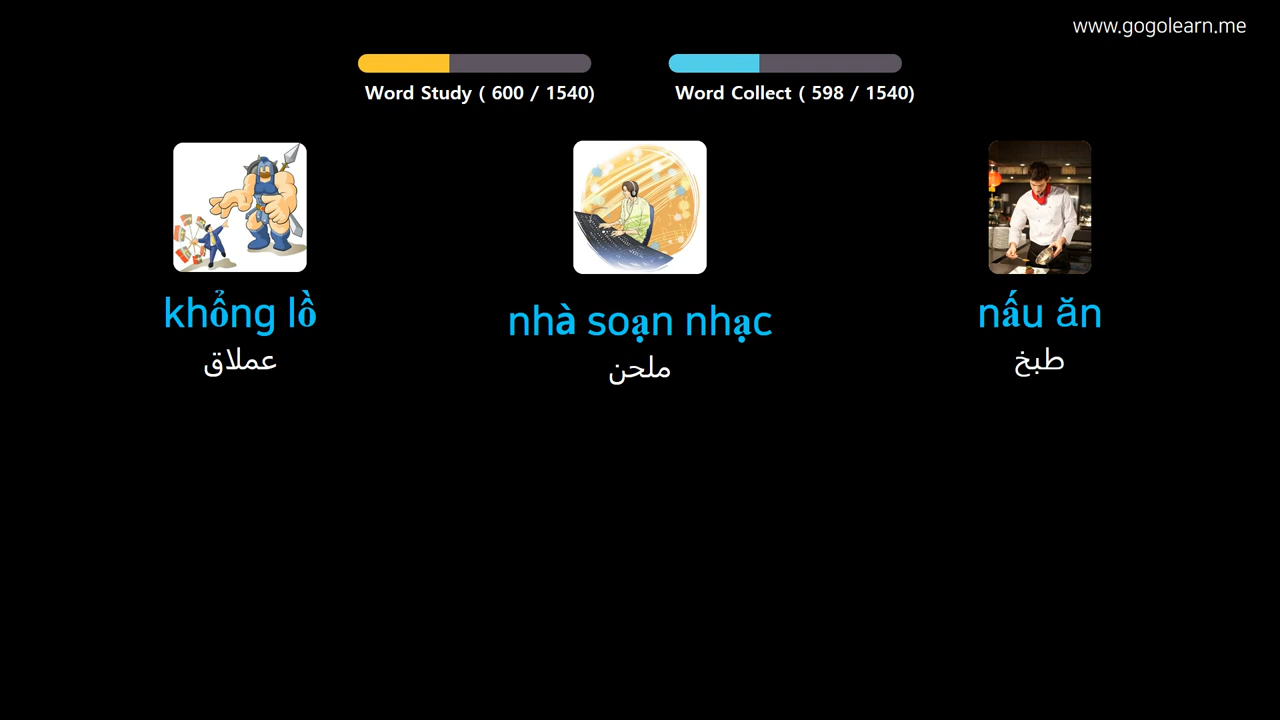 www.gogolearn.me
Word Study ( 600 / 1540)
Word Collect ( 598 / 1540)
khổng lồ
عملاق
nhà soạn nhạc
ملحن
nấu ăn
طبخ